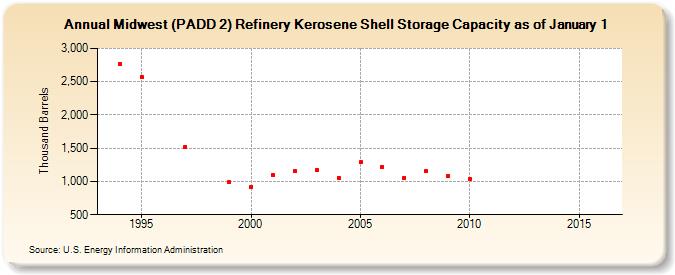 Annual Midwest (PADD 2) Refinery Kerosene Shell Storage Capacity as of January 1
Thousand Barrels
3,000
2,500
2,000
1,500
1,000
500
1995 2000 2005 2010 2015
Source: U.S. Energy Information Administration